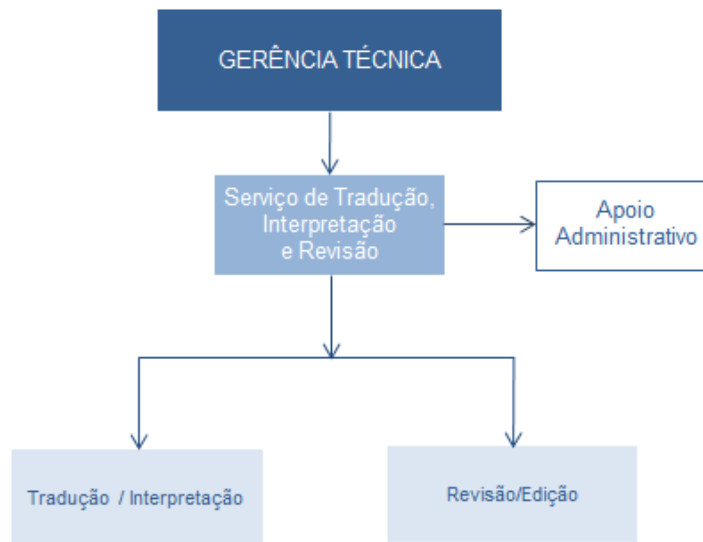 GERÊNCIA TÉCNICA
Serviço de Tradução,
Interpretação
e Revisão
Apoio
Administrativo
Tradução / Interpretação
Revisão/Edição